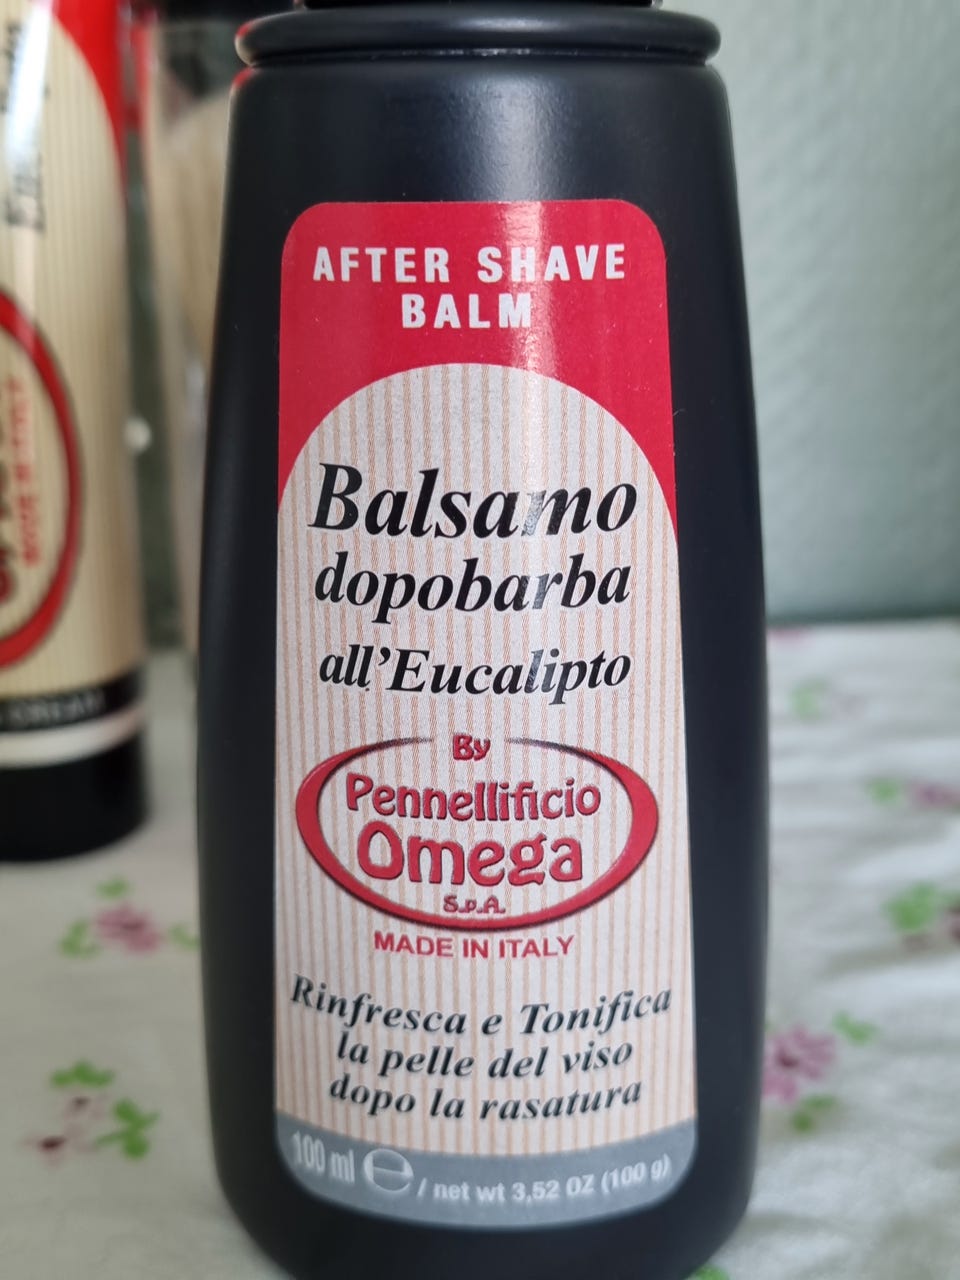 AFTER SHAVE
BALM
Balsamo
dopobarba
all'Eucalipto
By
Pennellificio
Omega
S.p.A.
MADE IN ITALY
Rinfresca e Tonifica
la pelle del viso
dopo la rasatura
100 ml ℮ / net wt 3,52 OZ (100 g)
CREAM